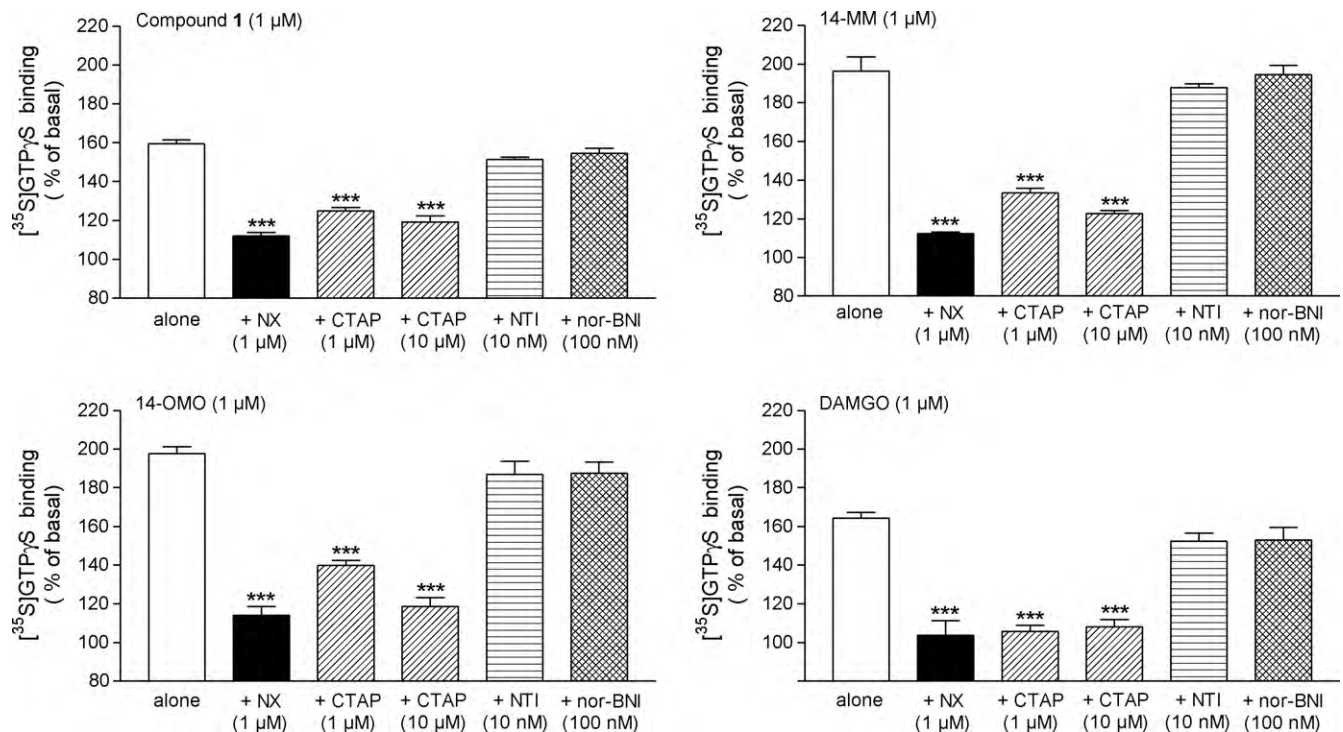 Compound 1 (1 µM)
220
200
180
160
140
120
100
80
[³⁵S]GTPγS binding
( % of basal)
***
***
***
alone
+ NX
(1 µM)
+ CTAP
(1 µM)
+ CTAP
(10 µM)
+ NTI
(10 nM)
+ nor-BNI
(100 nM)
14-MM (1 µM)
220
200
180
160
140
120
100
80
[³⁵S]GTPγS binding
( % of basal)
***
***
***
alone
+ NX
(1 µM)
+ CTAP
(1 µM)
+ CTAP
(10 µM)
+ NTI
(10 nM)
+ nor-BNI
(100 nM)
14-OMO (1 µM)
220
200
180
160
140
120
100
80
[³⁵S]GTPγS binding
( % of basal)
***
***
***
alone
+ NX
(1 µM)
+ CTAP
(1 µM)
+ CTAP
(10 µM)
+ NTI
(10 nM)
+ nor-BNI
(100 nM)
DAMGO (1 µM)
220
200
180
160
140
120
100
80
[³⁵S]GTPγS binding
( % of basal)
***
***
***
alone
+ NX
(1 µM)
+ CTAP
(1 µM)
+ CTAP
(10 µM)
+ NTI
(10 nM)
+ nor-BNI
(100 nM)